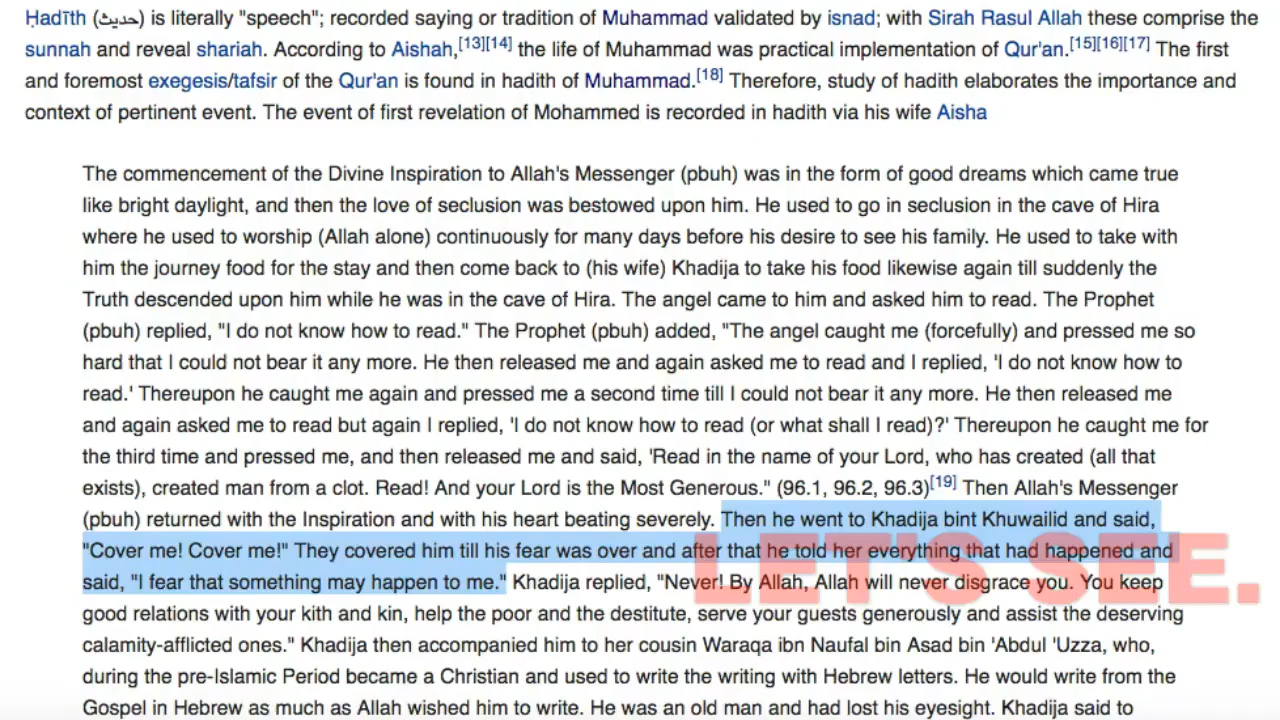 Ḥadīth (حديث) is literally "speech"; recorded saying or tradition of Muhammad validated by isnad; with Sirah Rasul Allah these comprise the
sunnah and reveal shariah. According to Aishah,[13][14] the life of Muhammad was practical implementation of Qur'an.[15][16][17] The first
and foremost exegesis/tafsir of the Qur'an is found in hadith of Muhammad.[18] Therefore, study of hadith elaborates the importance and
context of pertinent event. The event of first revelation of Mohammed is recorded in hadith via his wife Aisha
The commencement of the Divine Inspiration to Allah's Messenger (pbuh) was in the form of good dreams which came true
like bright daylight, and then the love of seclusion was bestowed upon him. He used to go in seclusion in the cave of Hira
where he used to worship (Allah alone) continuously for many days before his desire to see his family. He used to take with
him the journey food for the stay and then come back to (his wife) Khadija to take his food likewise again till suddenly the
Truth descended upon him while he was in the cave of Hira. The angel came to him and asked him to read. The Prophet
(pbuh) replied, "I do not know how to read." The Prophet (pbuh) added, "The angel caught me (forcefully) and pressed me so
hard that I could not bear it any more. He then released me and again asked me to read and I replied, 'I do not know how to
read.' Thereupon he caught me again and pressed me a second time till I could not bear it any more. He then released me
and again asked me to read but again I replied, 'I do not know how to read (or what shall I read)?' Thereupon he caught me for
the third time and pressed me, and then released me and said, 'Read in the name of your Lord, who has created (all that
exists), created man from a clot. Read! And your Lord is the Most Generous." (96.1, 96.2, 96.3)[19] Then Allah's Messenger
(pbuh) returned with the Inspiration and with his heart beating severely. Then he went to Khadija bint Khuwailid and said,
"Cover me! Cover me!" They covered him till his fear was over and after that he told her everything that had happened and
said, "I fear that something may happen to me." Khadija replied, "Never! By Allah, Allah will never disgrace you. You keep
LET'S SEE.
good relations with your kith and kin, help the poor and the destitute, serve your guests generously and assist the deserving
calamity-afflicted ones." Khadija then accompanied him to her cousin Waraqa ibn Naufal bin Asad bin 'Abdul 'Uzza, who,
during the pre-Islamic Period became a Christian and used to write the writing with Hebrew letters. He would write from the
Gospel in Hebrew as much as Allah wished him to write. He was an old man and had lost his eyesight. Khadija said to